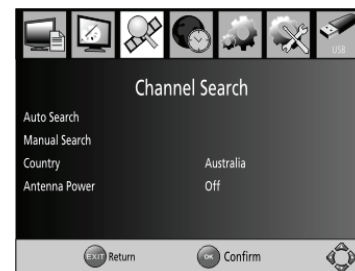 USB
Channel Search
Auto Search
Manual Search
Country Australia
Antenna Power Off
EXIT Return OK Confirm